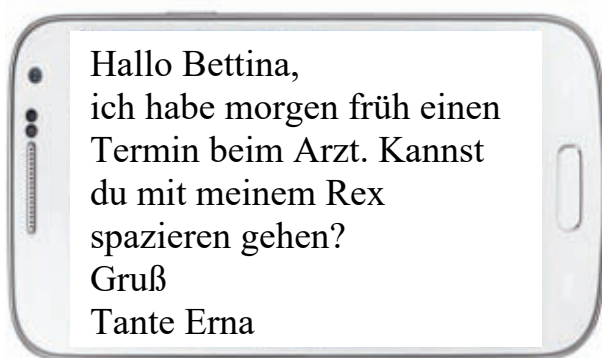 Hallo Bettina,
ich habe morgen früh einen
Termin beim Arzt. Kannst
du mit meinem Rex
spazieren gehen?
Gruß
Tante Erna